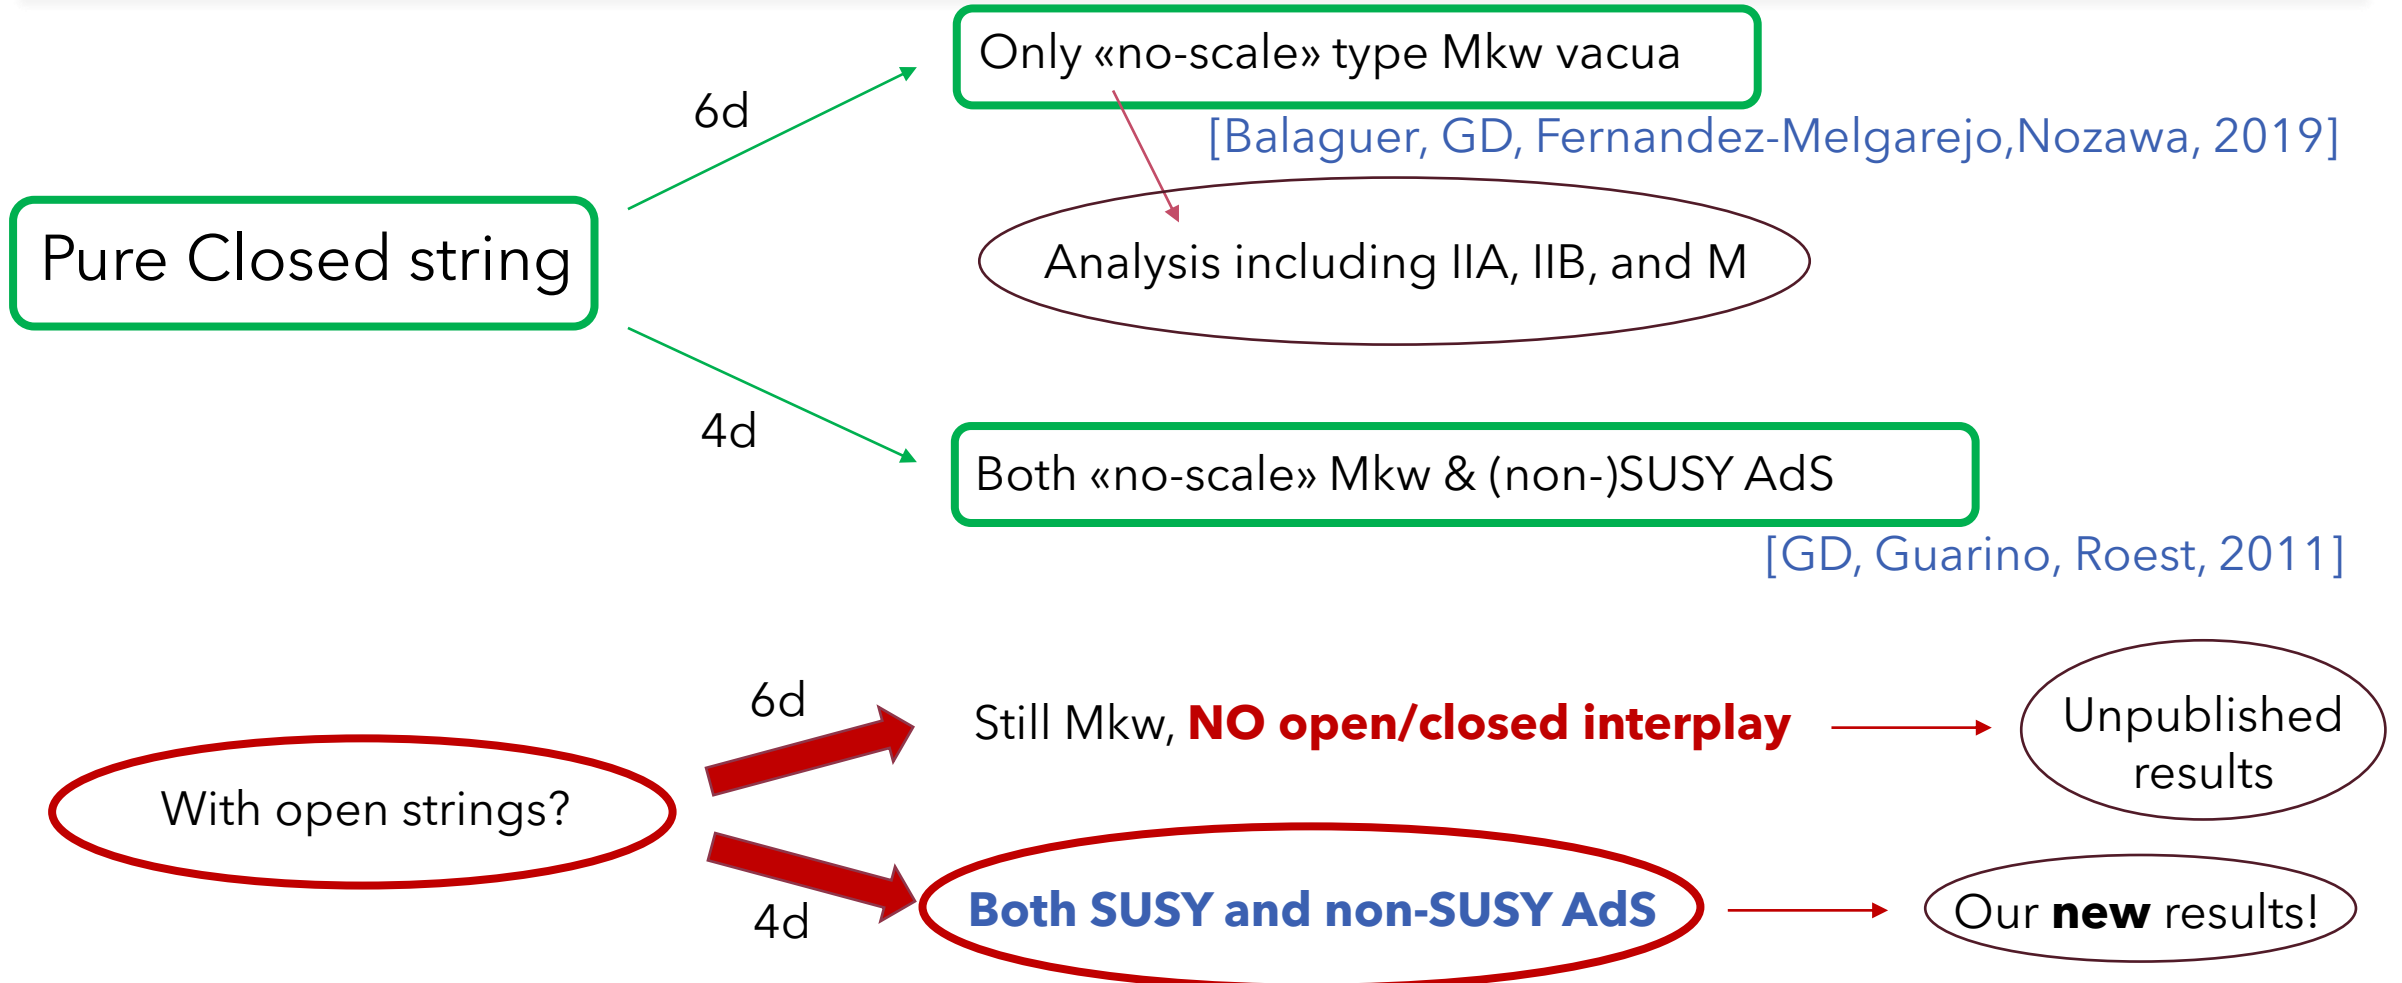 Only «no-scale» type Mkw vacua
6d
[Balaguer, GD, Fernandez-Melgarejo,Nozawa, 2019]
Pure Closed string
Analysis including IIA, IIB, and M
4d
Both «no-scale» Mkw & (non-)SUSY AdS
[GD, Guarino, Roest, 2011]
6d
Still Mkw, NO open/closed interplay
Unpublished
results
With open strings?
4d
Both SUSY and non-SUSY AdS
Our new results!